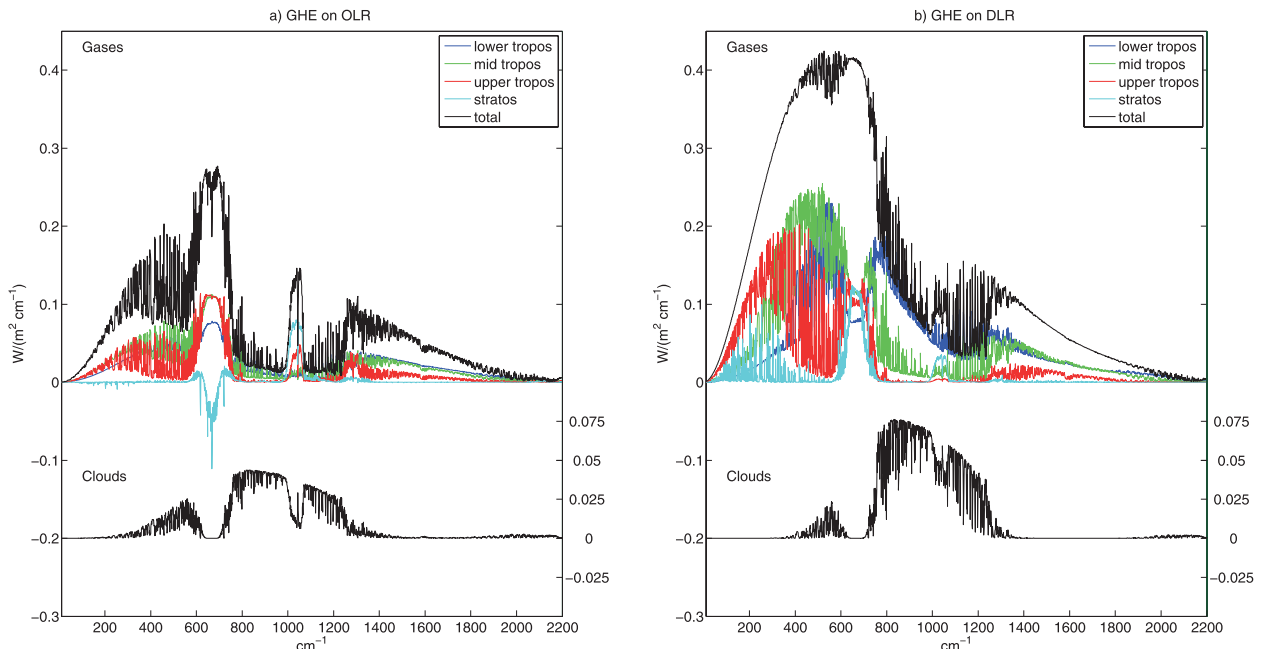 a) GHE on OLR
Gases
lower tropos
mid tropos
upper tropos
stratos
total
0.4
0.3
0.2
0.1
0
−0.1
−0.2
−0.3
W/(m² cm⁻¹)
Clouds
0.075
0.05
0.025
0
−0.025
200 400 600 800 1000 1200 1400 1600 1800 2000 2200
cm⁻¹
b) GHE on DLR
Gases
lower tropos
mid tropos
upper tropos
stratos
total
0.4
0.3
0.2
0.1
0
−0.1
−0.2
−0.3
W/(m² cm⁻¹)
Clouds
0.075
0.05
0.025
0
−0.025
200 400 600 800 1000 1200 1400 1600 1800 2000 2200
cm⁻¹